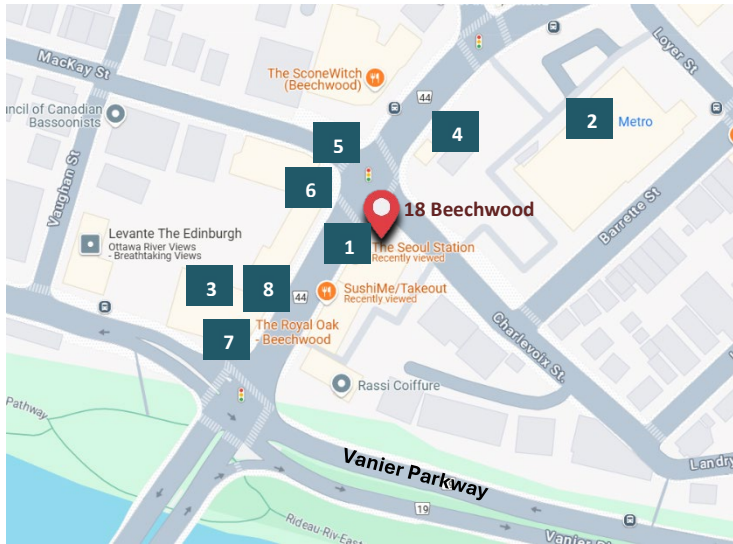 Loyer St
MacKay St
The SconeWitch
(Beechwood)
44
ncil of Canadian
Bassoonists
2
Metro
4
5
Vaughan St
6
18 Beechwood
Barrette St
Levante The Edinburgh
Ottawa River Views
- Breathtaking Views
1
The Seoul Station
Recently viewed
3
8
44
SushiMe/Takeout
Recently viewed
7
The Royal Oak
- Beechwood
Charlevoix St.
Rassi Coiffure
Pathway
Vanier Parkway
Landry
19
Rideau-Riv-East
Vanier P